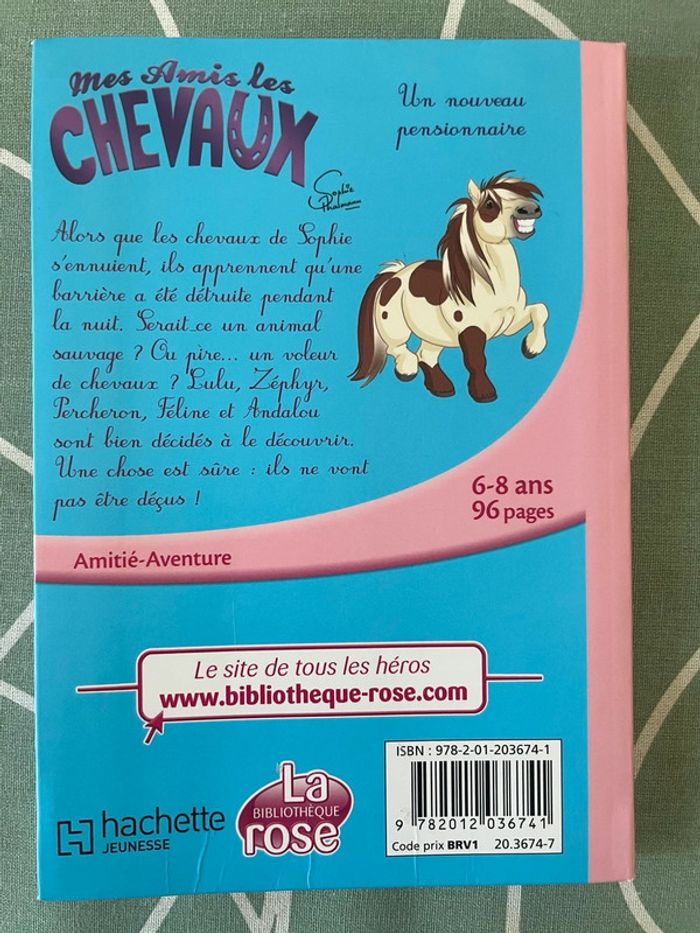 Mes Amis les
CHEVAUX
Sophie
Thalmann
Un nouveau
pensionnaire
Alors que les chevaux de Sophie
s'ennuient, ils apprennent qu'une
barrière a été détruite pendant
la nuit. Serait-ce un animal
sauvage ? Ou pire... un voleur
de chevaux ? Lulu, Zéphyr,
Percheron, Féline et Andalou
sont bien décidés à le découvrir.
Une chose est sûre : ils ne vont
pas être déçus !
6-8 ans
96 pages
Amitié-Aventure
Le site de tous les héros
www.bibliotheque-rose.com
hachette
JEUNESSE
La
BIBLIOTHÈQUE
rose
ISBN : 978-2-01-203674-1
9 782012 036741
Code prix BRV1 20.3674-7